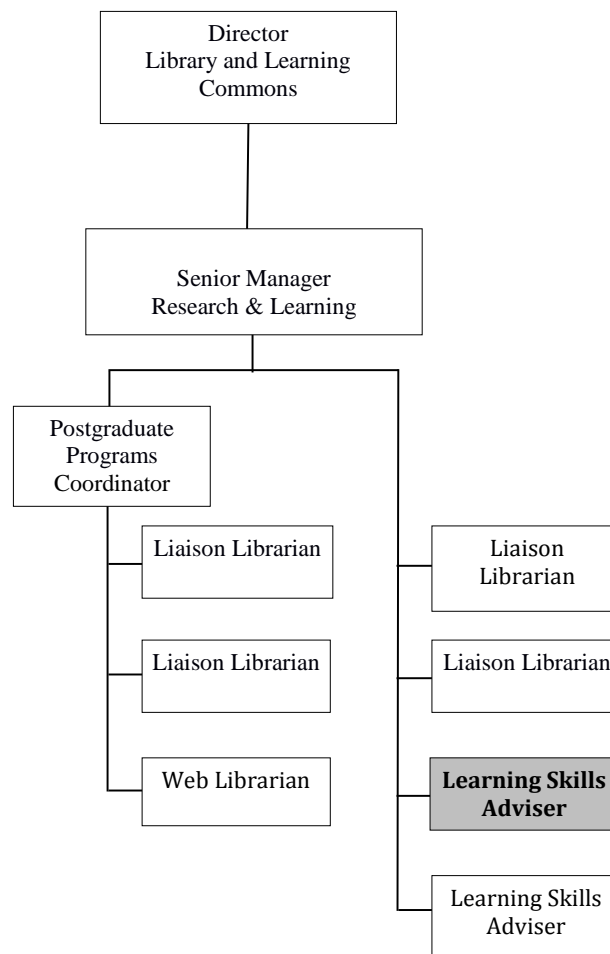 Director
Library and Learning
Commons
Senior Manager
Research & Learning
Postgraduate
Programs
Coordinator
Liaison Librarian
Liaison Librarian
Web Librarian
Liaison
Librarian
Liaison Librarian
Learning Skills
Adviser
Learning Skills
Adviser